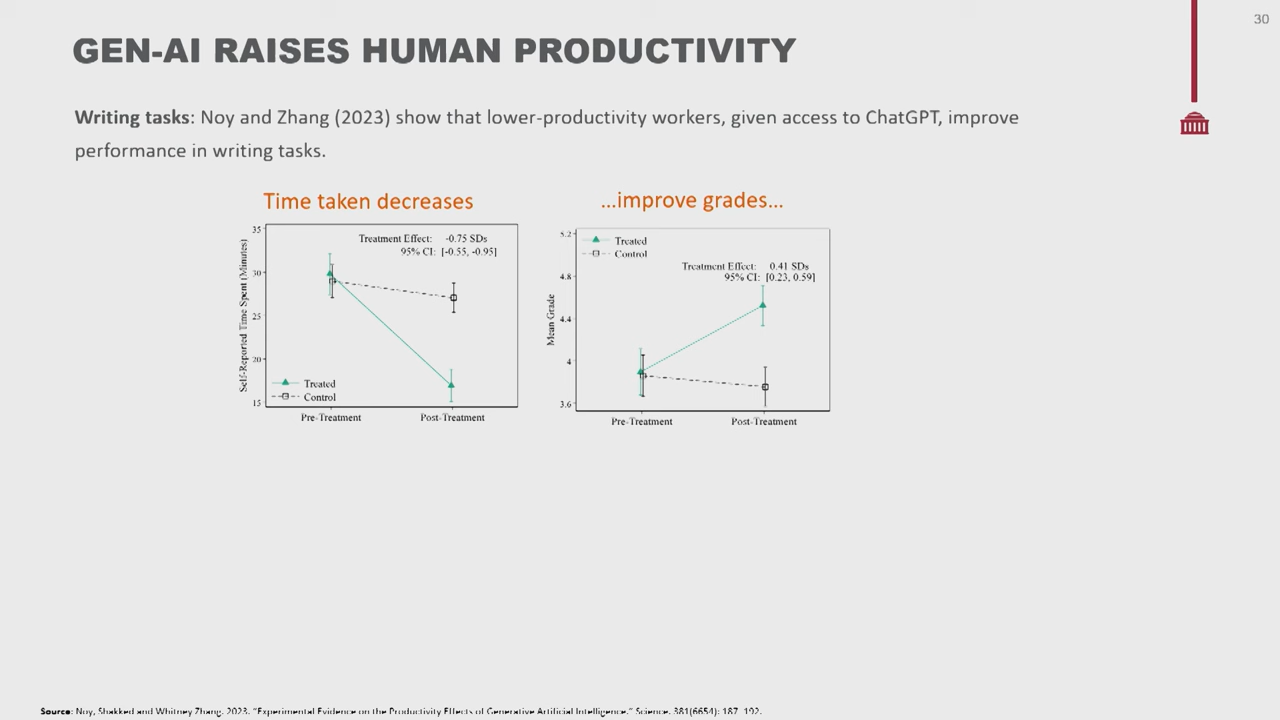 30
GEN-AI RAISES HUMAN PRODUCTIVITY
Writing tasks: Noy and Zhang (2023) show that lower-productivity workers, given access to ChatGPT, improve
performance in writing tasks.
Time taken decreases
Self-Reported Time Spent (Minutes)
35
30
25
20
15
Treatment Effect: -0.75 SDs
95% CI: [-0.55, -0.95]
Treated
Control
Pre-Treatment Post-Treatment
...improve grades...
Mean Grade
5.2
4.8
4.4
4
3.6
Treated
Control
Treatment Effect: 0.41 SDs
95% CI: [0.23, 0.59]
Pre-Treatment Post-Treatment
Source: Noy, Shakked and Whitney Zhang. 2023. "Experimental Evidence on the Productivity Effects of Generative Artificial Intelligence." Science. 381(6654): 187-192.